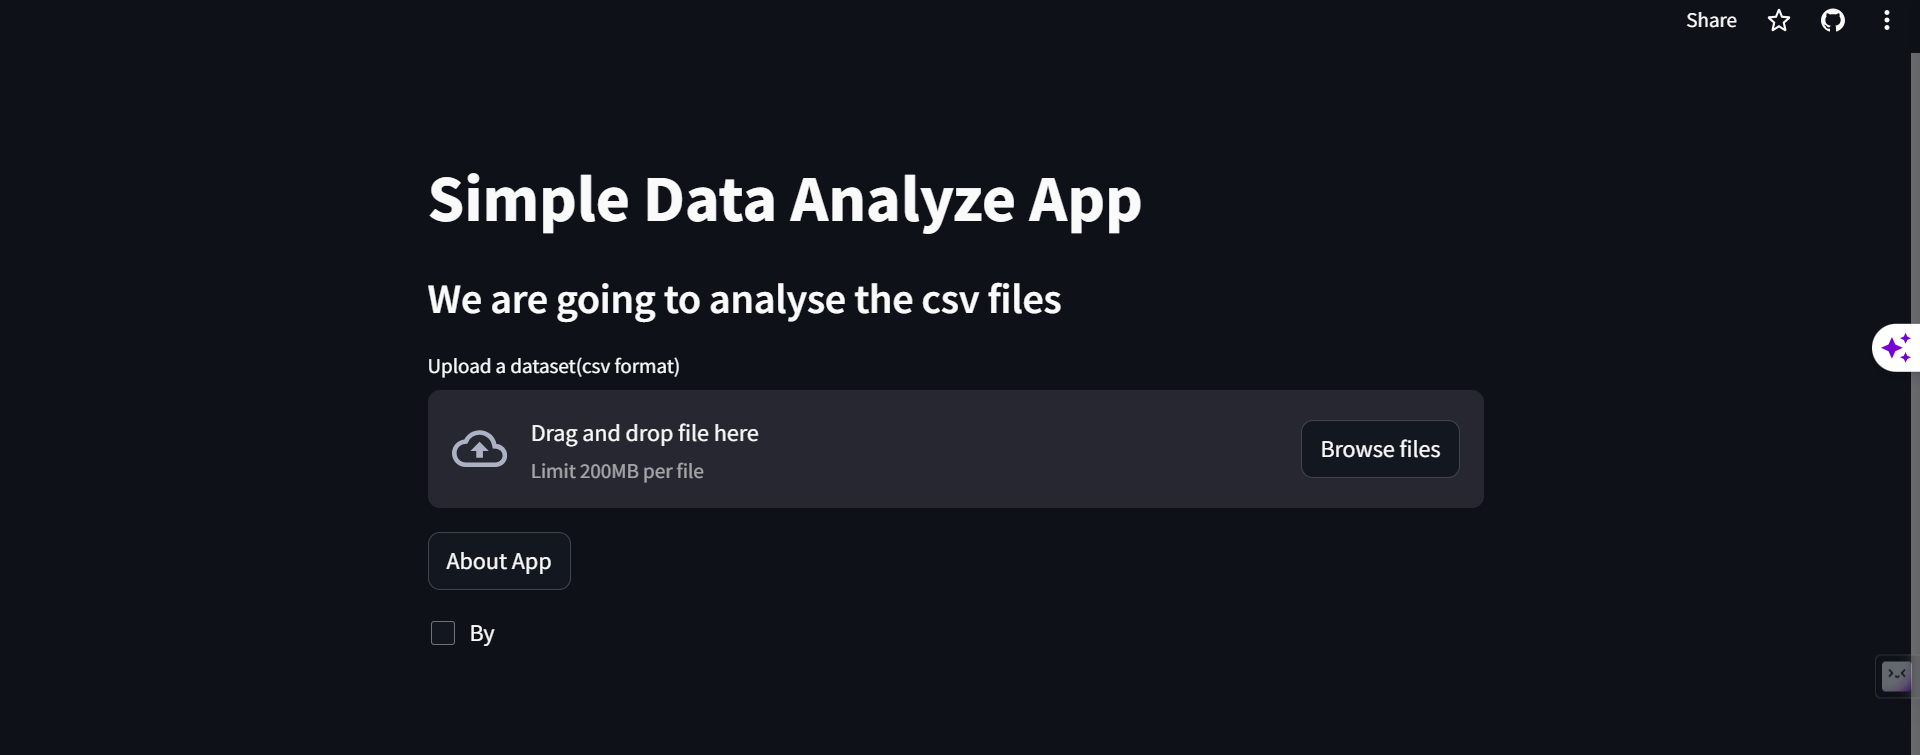 Share
Simple Data Analyze App
We are going to analyse the csv files
Upload a dataset(csv format)
Drag and drop file here
Limit 200MB per file
Browse files
About App
By